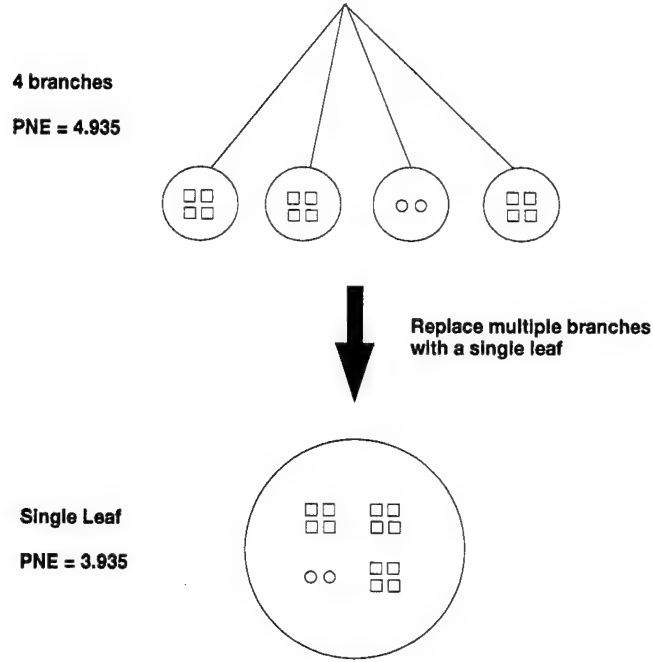 4 branches
PNE = 4.935
Replace multiple branches
with a single leaf
Single Leaf
PNE = 3.935